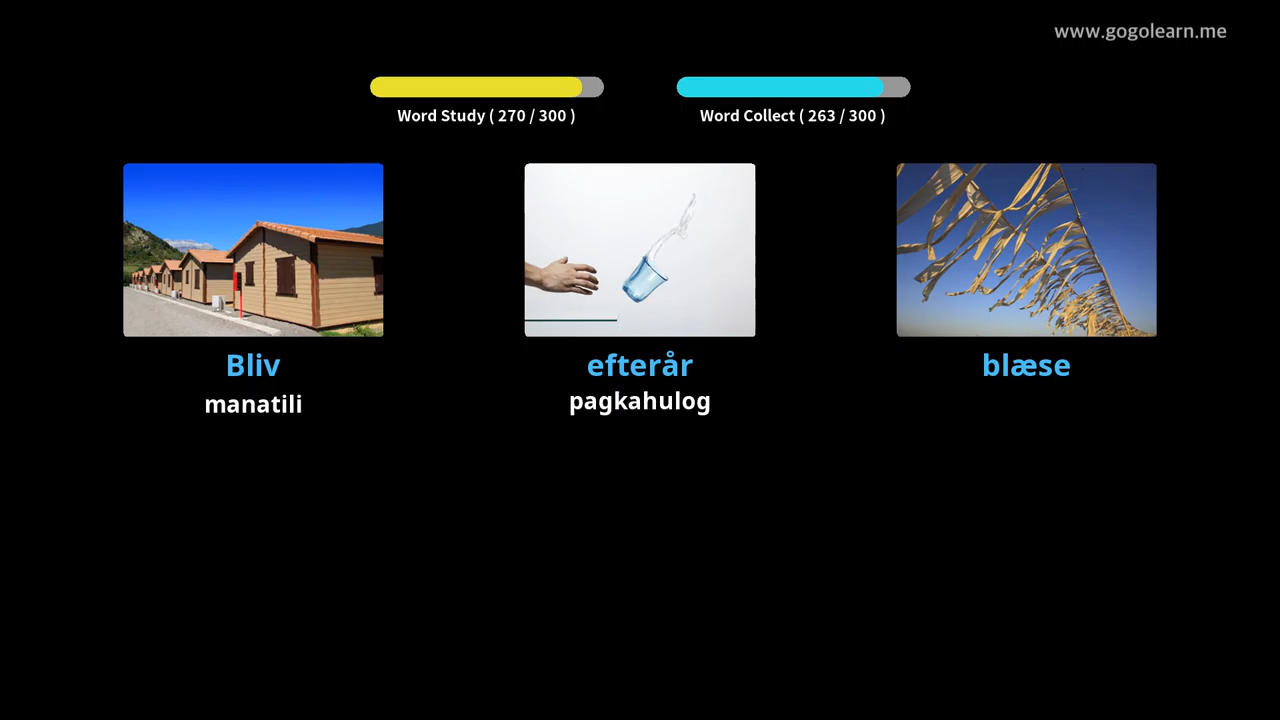 www.gogolearn.me
Word Study ( 270 / 300 )
Word Collect ( 263 / 300 )
Bliv
efterår
blæse
manatili
pagkahulog